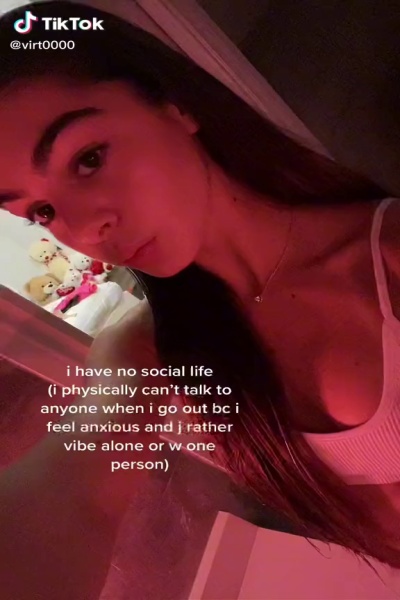 TikTok
@virt0000
i have no social life
(i physically can't talk to
anyone when i go out bc i
feel anxious and j rather
vibe alone or w one
person)